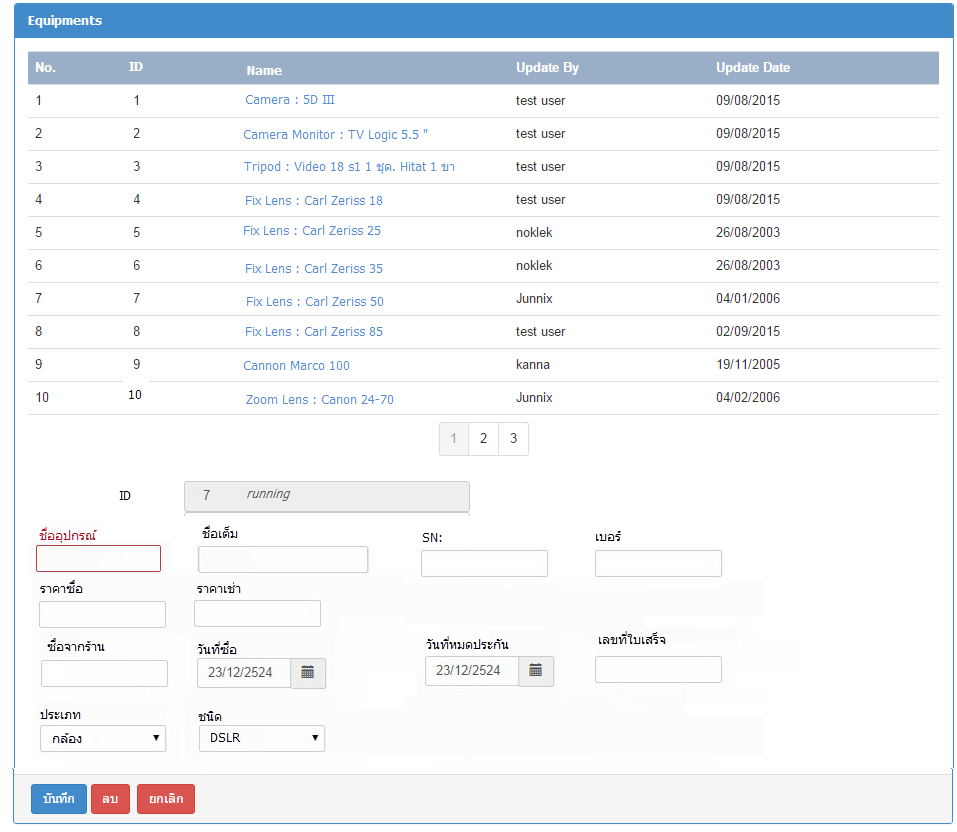 Equipments
No. ID Name Update By Update Date
1 1 Camera : 5D III test user 09/08/2015
2 2 Camera Monitor : TV Logic 5.5 " test user 09/08/2015
3 3 Tripod : Video 18 s1 1 ชุด. Hitat 1 ขา test user 09/08/2015
4 4 Fix Lens : Carl Zeriss 18 test user 09/08/2015
5 5 Fix Lens : Carl Zeriss 25 noklek 26/08/2003
6 6 Fix Lens : Carl Zeriss 35 noklek 26/08/2003
7 7 Fix Lens : Carl Zeriss 50 Junnix 04/01/2006
8 8 Fix Lens : Carl Zeriss 85 test user 02/09/2015
9 9 Cannon Marco 100 kanna 19/11/2005
10 10 Zoom Lens : Canon 24-70 Junnix 04/02/2006
1 2 3
ID 7 running
ชื่ออุปกรณ์ ชื่อเต็ม SN: เบอร์
ราคาซื้อ ราคาเช่า
ซื้อจากร้าน วันที่ซื้อ วันที่หมดประกัน เลขที่ใบเสร็จ
23/12/2524 23/12/2524
ประเภท ชนิด
กล้อง DSLR
บันทึก ลบ ยกเลิก